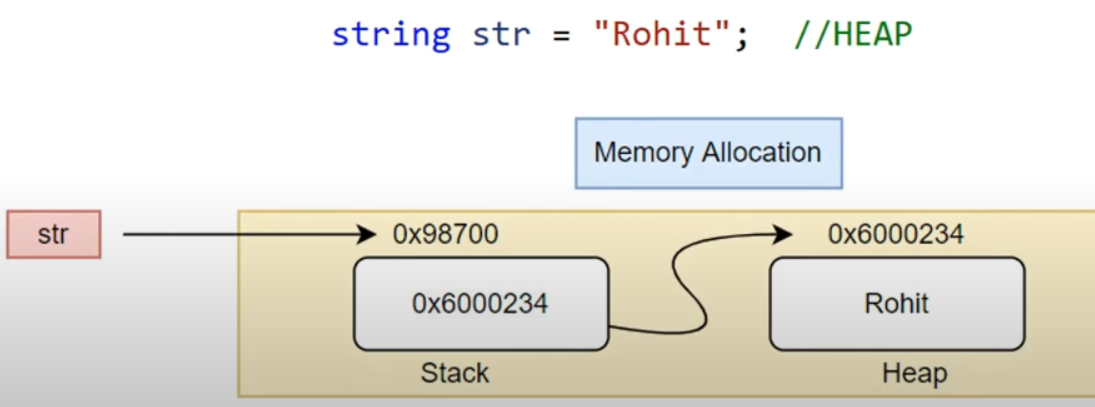 string str = "Rohit"; //HEAP
Memory Allocation
str
0x98700
0x6000234
0x6000234
Rohit
Stack
Heap